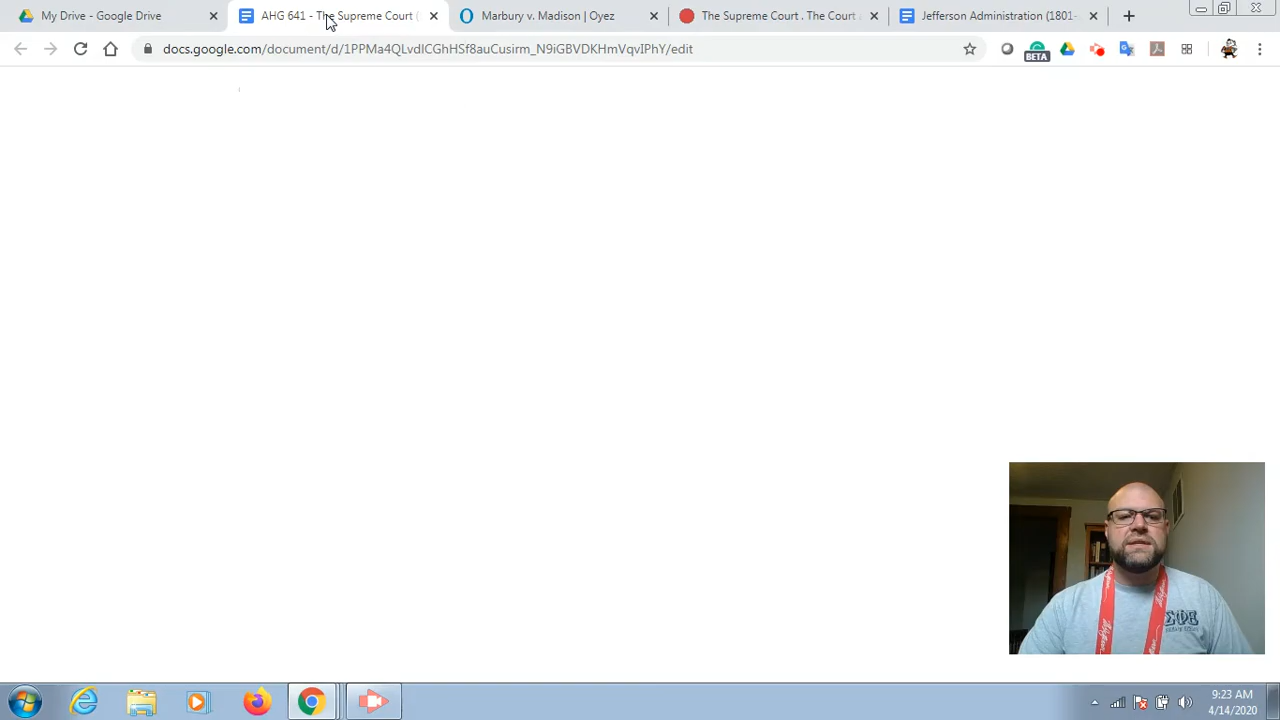 My Drive - Google Driv
AHG 641 - The Supreme Court (
Marbury v. Madison | Oyez
The Supreme Court . The Court
Jefferson Administration (1801-
docs.google.com/document/d/1PPMa4QLvdlCGhHSf8auCusirm_N9iGBVDKHmVqvIPhY/edit
BETA
ΣΦΕ
9:23 AM
4/14/2020